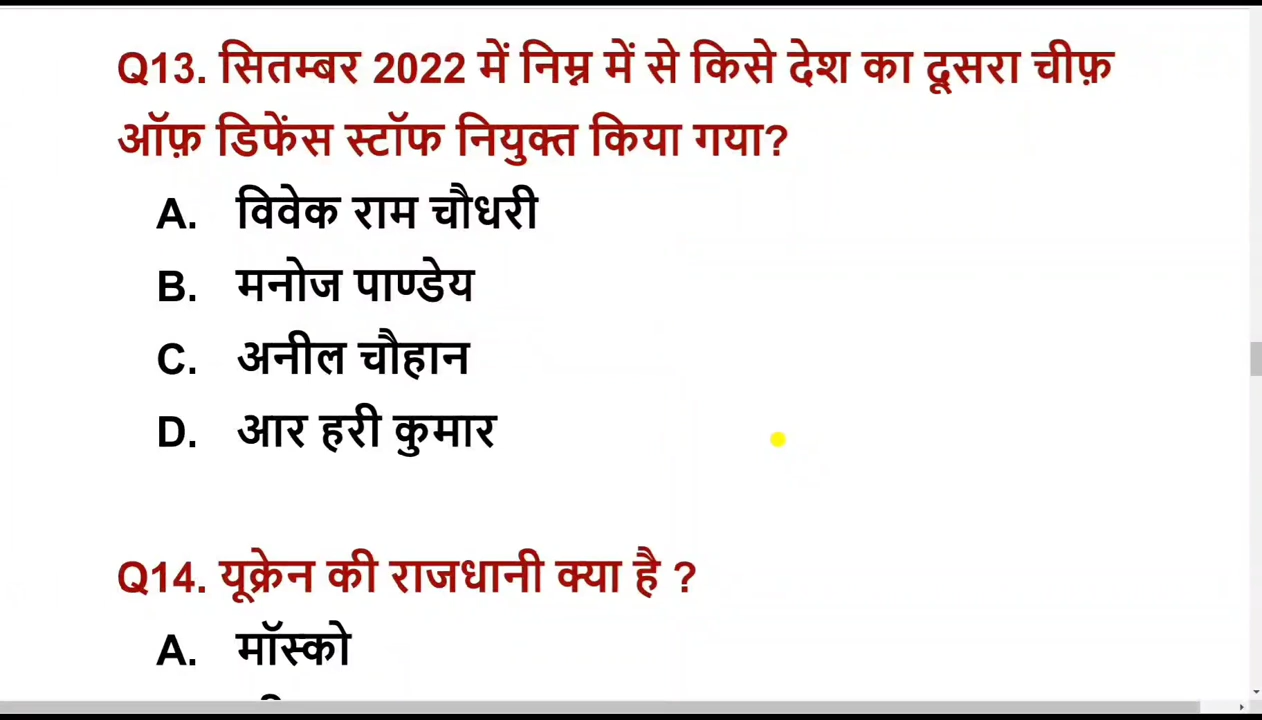 Q13. सितम्बर 2022 में निम्न में से किसे देश का दूसरा चीफ़
ऑफ़ डिफेंस स्टॉफ नियुक्त किया गया?
A. विवेक राम चौधरी
B. मनोज पाण्डेय
C. अनील चौहान
D. आर हरी कुमार
Q14. यूक्रेन की राजधानी क्या है ?
A. मॉस्को